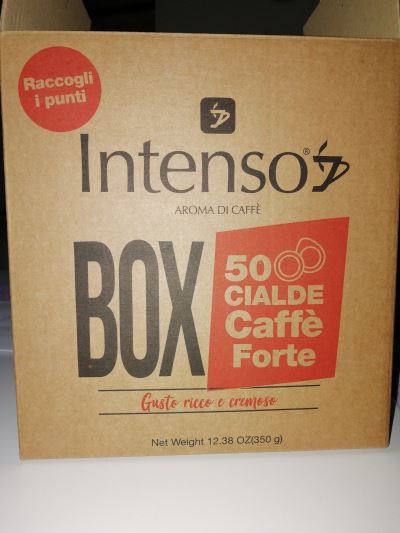 Raccogli
i punti
Intenso®
AROMA DI CAFFÈ
BOX
50
CIALDE
Caffè
Forte
Gusto ricco e cremoso
Net Weight 12.38 OZ(350 g)